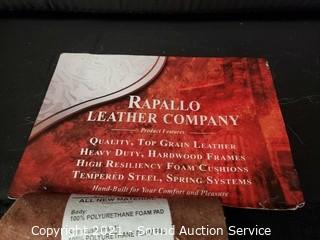 RAPALLO
LEATHER COMPANY
Product Features
QUALITY, TOP GRAIN LEATHER
HEAVY DUTY, HARDWOOD FRAMES
HIGH RESILIENCY FOAM CUSHIONS
TEMPERED STEEL, SPRING SYSTEMS
Hand-Built for Your Comfort and Pleasure
ALL NEW MATERIAL
Body:
100% POLYURETHANE FOAM PAD
Copyright 2021 Sound Auction Service